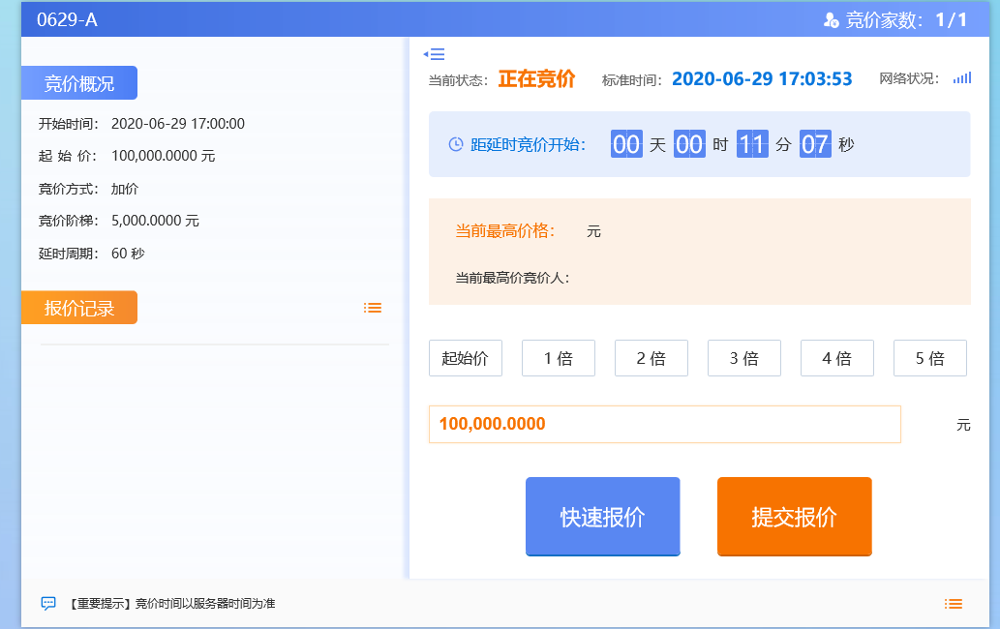 0629-A
竞价家数：1/1
竞价概况
开始时间： 2020-06-29 17:00:00
起 始 价： 100,000.0000 元
竞价方式： 加价
竞价阶梯： 5,000.0000 元
延时周期： 60 秒
报价记录
当前状态：正在竞价 标准时间：2020-06-29 17:03:53 网络状况：
距延时竞价开始： 00 天 00 时 11 分 07 秒
当前最高价格： 元
当前最高价竞价人：
起始价 1 倍 2 倍 3 倍 4 倍 5 倍
100,000.0000 元
快速报价 提交报价
【重要提示】竞价时间以服务器时间为准